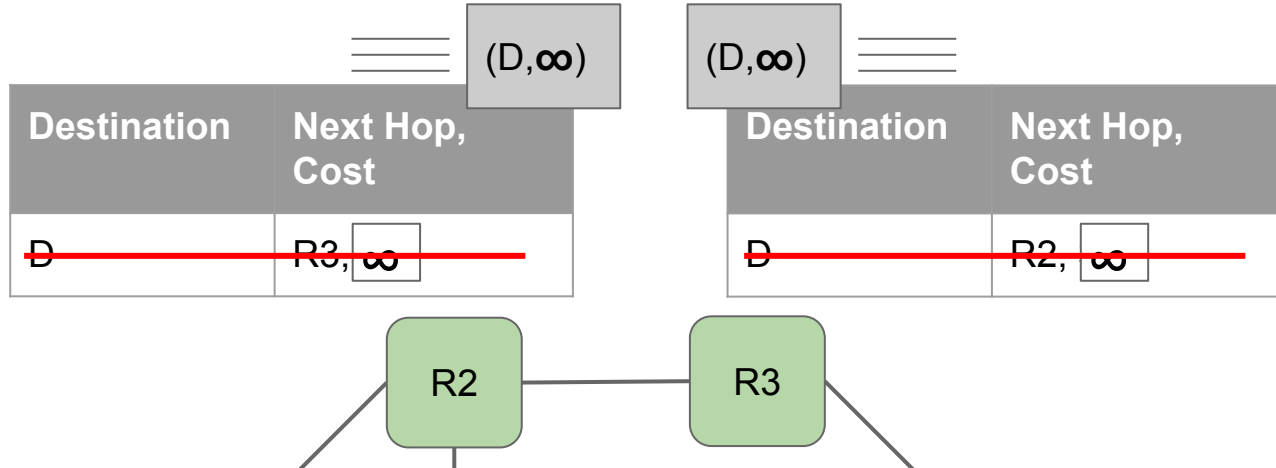 (D,∞) (D,∞)
Destination Next Hop, Cost
D R3, ∞
Destination Next Hop, Cost
D R2, ∞
R2 R3